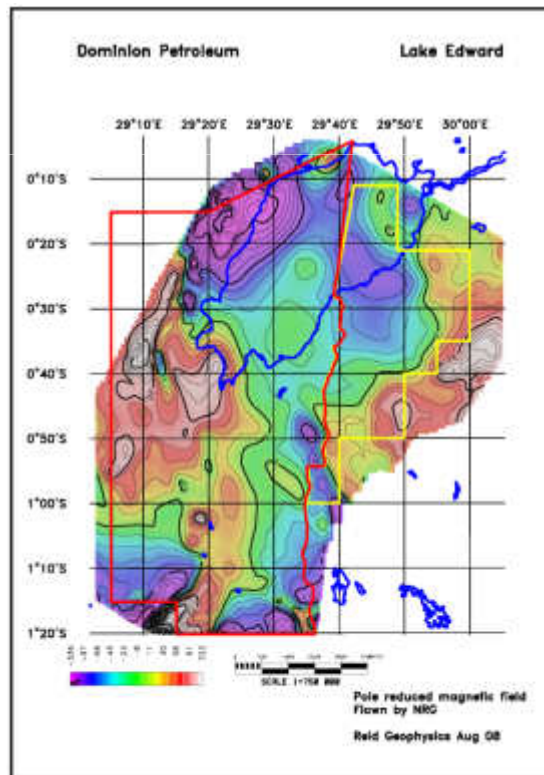 Dominion Petroleum Lake Edward
29°10'E 29°20'E 29°30'E 29°40'E 29°50'E 30°00'E
0°10'S
0°20'S
0°30'S
0°40'S
0°50'S
1°00'S
1°10'S
1°20'S
SCALE 1:750 000
Pole reduced magnetic field
Flown by NRG
Reid Geophysics Aug 08